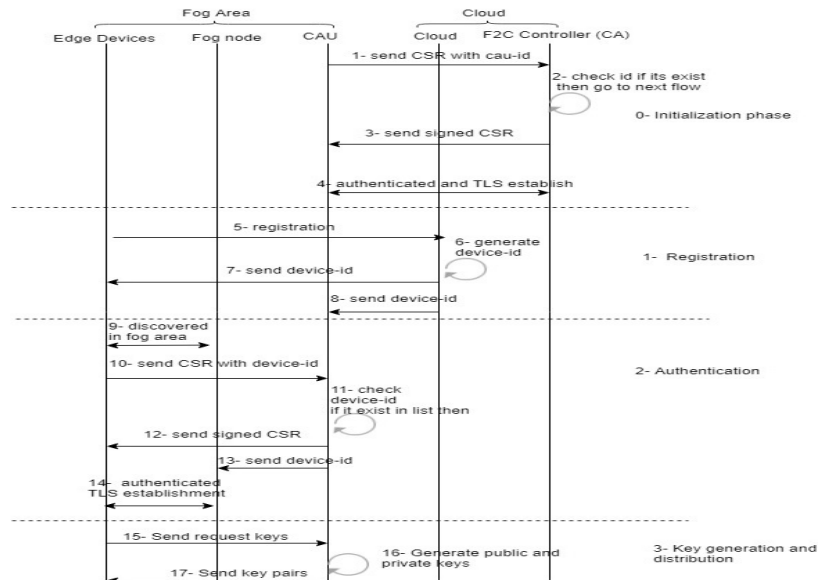 Fog Area
Cloud
Edge Devices
Fog node
CAU
Cloud
F2C Controller (CA)
1- send CSR with cau-id
2- check id if its exist
then go to next flow
0- Initialization phase
3- send signed CSR
4- authenticated and TLS establish
5- registration
6- generate
device-id
1- Registration
7- send device-id
8- send device-id
9- discovered
in fog area
10- send CSR with device-id
2- Authentication
11- check
device-id
if it exist in list then
12- send signed CSR
13- send device-id
14- authenticated
TLS establishment
15- Send request keys
16- Generate public and
private keys
3- Key generation and
distribution
17- Send key pairs